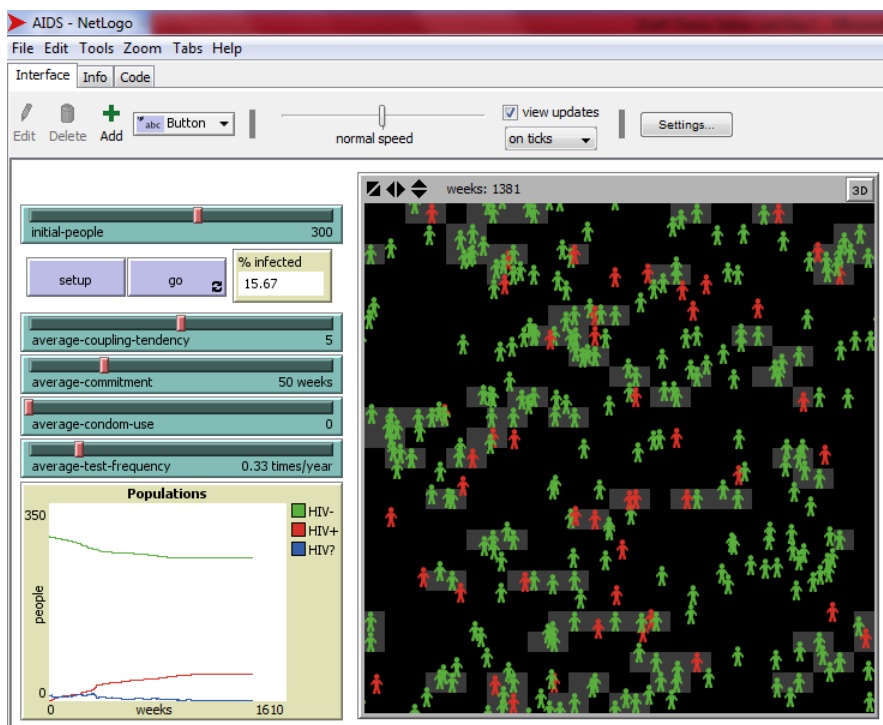 AIDS - NetLogo
File Edit Tools Zoom Tabs Help
Interface Info Code
Edit Delete Add abc Button normal speed view updates on ticks Settings...
weeks: 1381 3D
initial-people 300
setup go % infected 15.67
average-coupling-tendency 5
average-commitment 50 weeks
average-condom-use 0
average-test-frequency 0.33 times/year
Populations
350
people
0
0 weeks 1610
HIV-
HIV+
HIV?